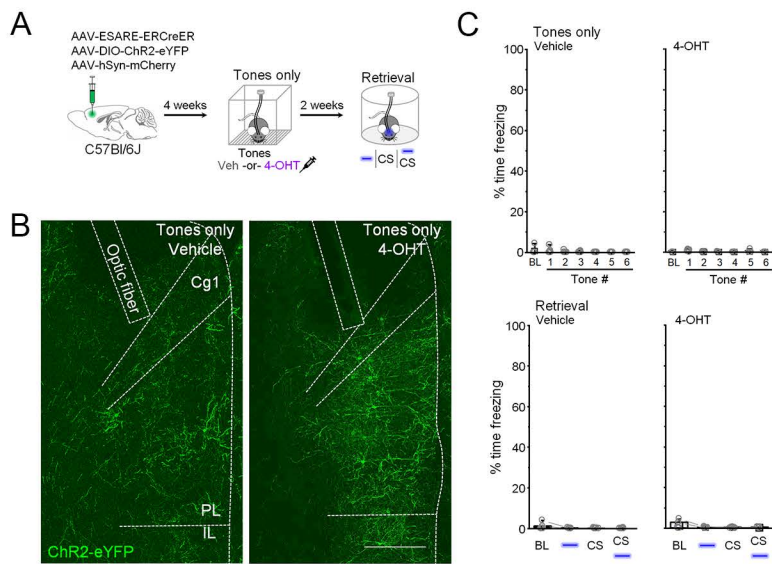 A
AAV-ESARE-ERCreER
AAV-DIO-ChR2-eYFP
AAV-hSyn-mCherry
C57Bl/6J
4 weeks
Tones only
Tones
Veh -or- 4-OHT
2 weeks
Retrieval
CS
CS
B
Optic fiber
Tones only
Vehicle
Cg1
PL
IL
ChR2-eYFP
Tones only
4-OHT
C
Tones only
Vehicle
4-OHT
% time freezing
100
80
60
40
20
0
BL 1 2 3 4 5 6
Tone #
BL 1 2 3 4 5 6
Tone #
Retrieval
Vehicle
4-OHT
% time freezing
100
80
60
40
20
0
BL CS CS
BL CS CS